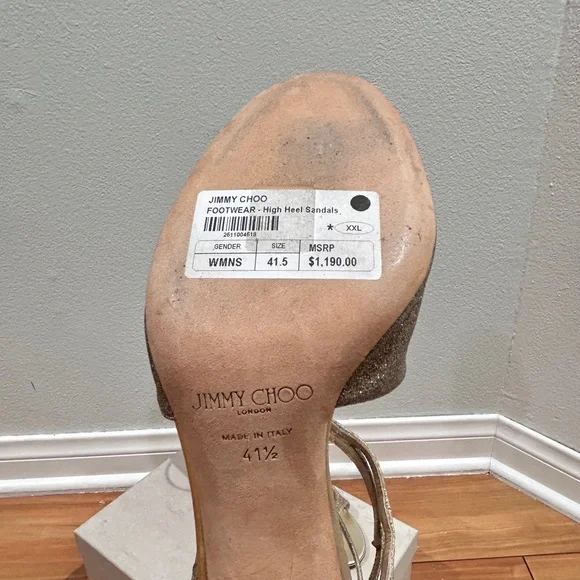 JIMMY CHOO
FOOTWEAR - High Heel Sandals
* XXL
2611004618
GENDER SIZE MSRP
WMNS 41.5 $1,190.00
JIMMY CHOO
LONDON
MADE IN ITALY
41½